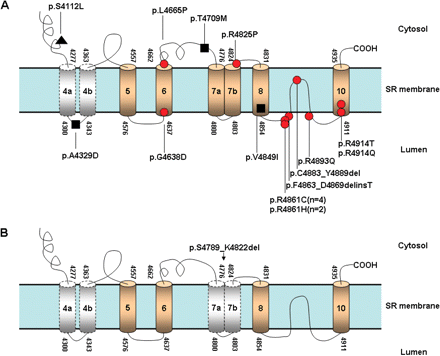 A
p.S4112L
p.L4665P
p.T4709M
p.R4825P
Cytosol
4277
4363
4557
4662
4776
4824
4831
4935
COOH
4a
4b
5
6
7a
7b
8
10
SR membrane
4300
4343
4576
4637
4800
4803
4854
4911
Lumen
p.A4329D
p.G4638D
p.V4849I
p.R4914T
p.R4914Q
p.R4893Q
p.C4883_Y4889del
p.F4863_D4869delinsT
p.R4861C(n=4)
p.R4861H(n=2)
B
p.S4789_K4822del
Cytosol
4277
4363
4557
4662
4776
4824
4831
4935
COOH
4a
4b
5
6
7a
7b
8
10
SR membrane
4300
4343
4576
4637
4800
4803
4854
4911
Lumen